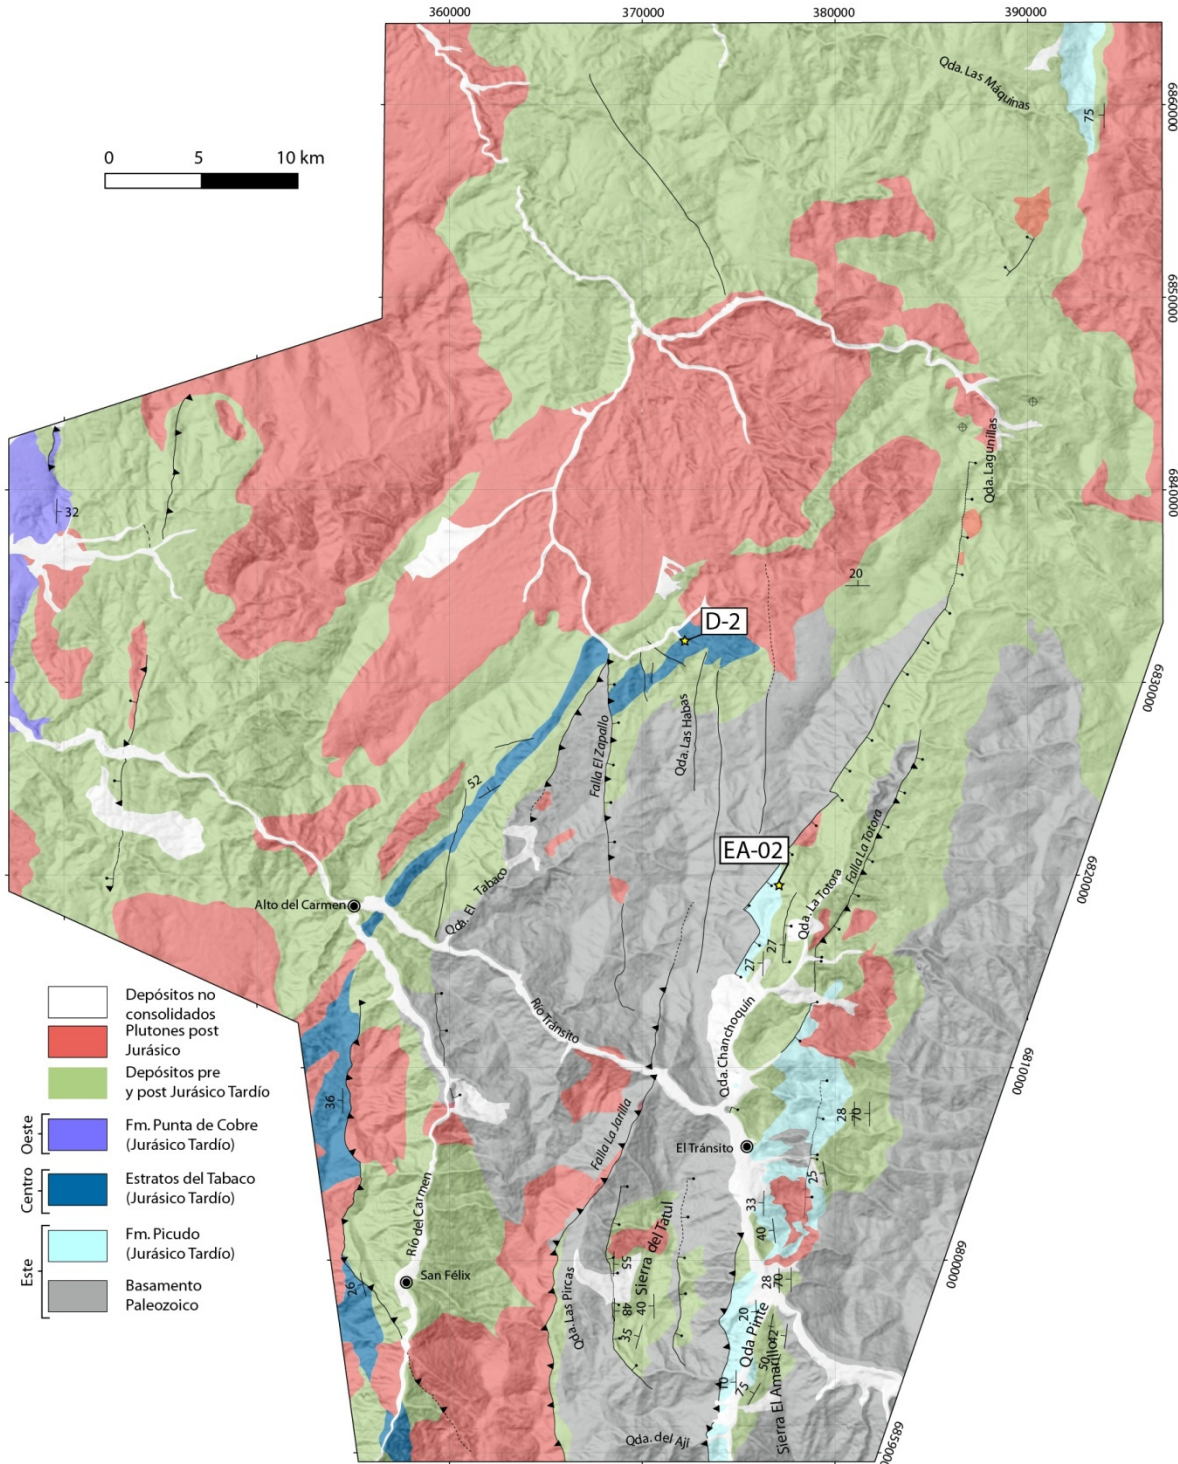 360000
370000
380000
390000
Qda. Las Máquinas
6860000
75
0
5
10 km
6850000
Qda. Lagunillas
6840000
32
20
D-2
6830000
Falla El Zapallo
Qda. Las Habas
52
EA-02
Falla La Totora
6820000
Qda. El Tabaco
Alto del Carmen
Qda. La Totora
27
27
Depósitos no
consolidados
Plutones post
Jurásico
Depósitos pre
y post Jurásico Tardío
Oeste
Fm. Punta de Cobre
(Jurásico Tardío)
Centro
Estratos del Tabaco
(Jurásico Tardío)
Este
Fm. Picudo
(Jurásico Tardío)
Basamento
Paleozoico
Río Tránsito
Qda. Chanchoquín
6810000
36
28
70
Falla La Jarilla
El Tránsito
25
Río del Carmen
33
40
Sierra del Tatul
San Félix
26
Qda. Las Pircas
55
48
40
35
28
70
6800000
20
Qda Pinte
42
50
Sierra El Amarillo
10
75
Qda. del Ají
6859000